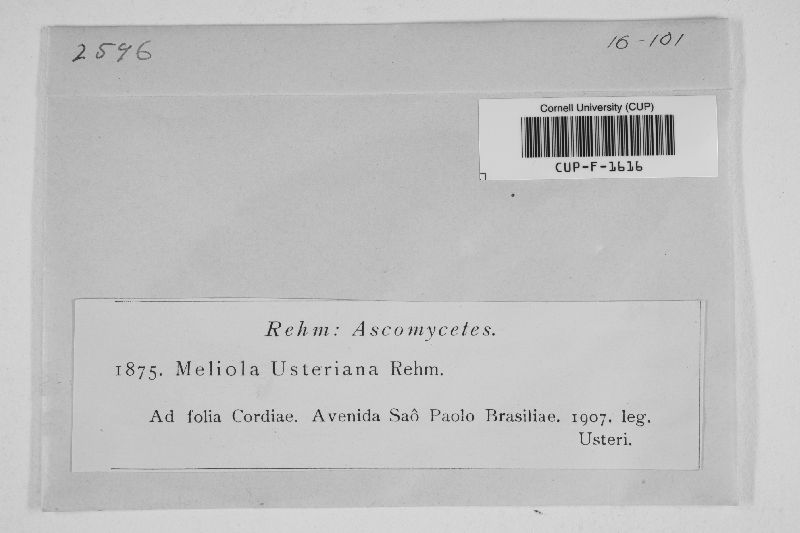 2596
16-101
Cornell University (CUP)
CUP-F-1616
Rehm: Ascomycetes.
1875. Meliola Usteriana Rehm.
Ad folia Cordiae. Avenida Saô Paolo Brasiliae. 1907. leg.
Usteri.